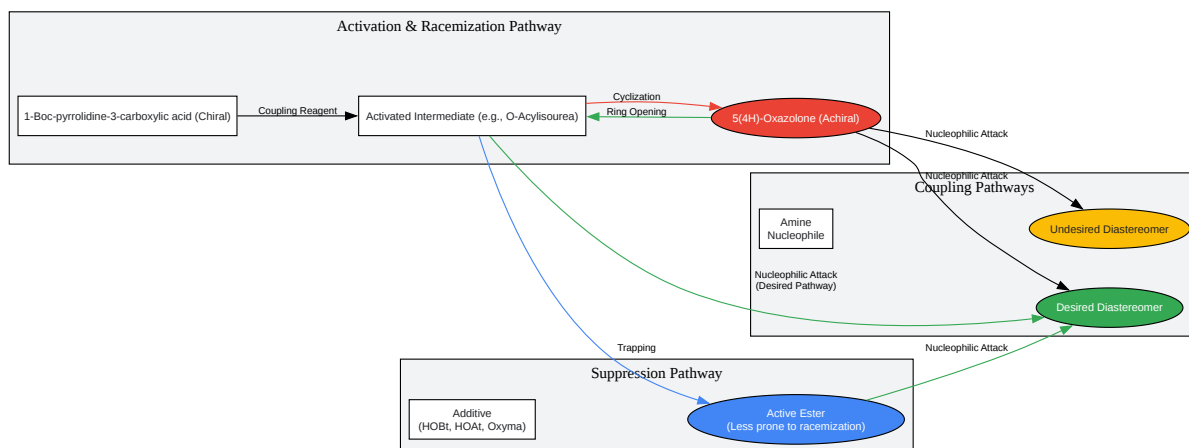 Activation & Racemization Pathway
1-Boc-pyrrolidine-3-carboxylic acid (Chiral)
Coupling Reagent
Activated Intermediate (e.g., O-Acylisourea)
Cyclization
Ring Opening
5(4H)-Oxazolone (Achiral)
Nucleophilic Attack
Nucleophilic Attack
Coupling Pathways
Amine
Nucleophile
Undesired Diastereomer
Nucleophilic Attack
(Desired Pathway)
Desired Diastereomer
Trapping
Nucleophilic Attack
Suppression Pathway
Additive
(HOBt, HOAt, Oxyma)
Active Ester
(Less prone to racemization)